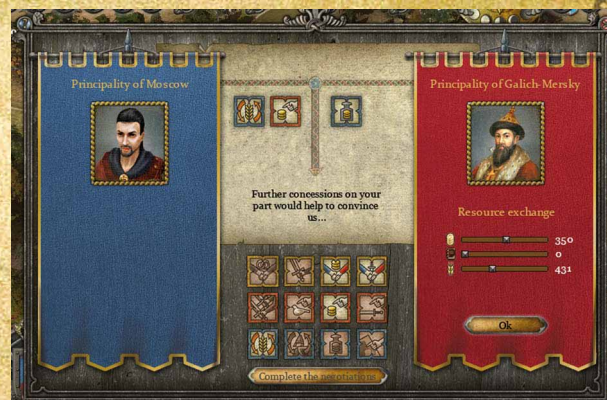 Principality of Moscow
Principality of Galich-Mersky
Further concessions on your
part would help to convince
us...
Resource exchange
350
0
431
Ok
Complete the negotiations